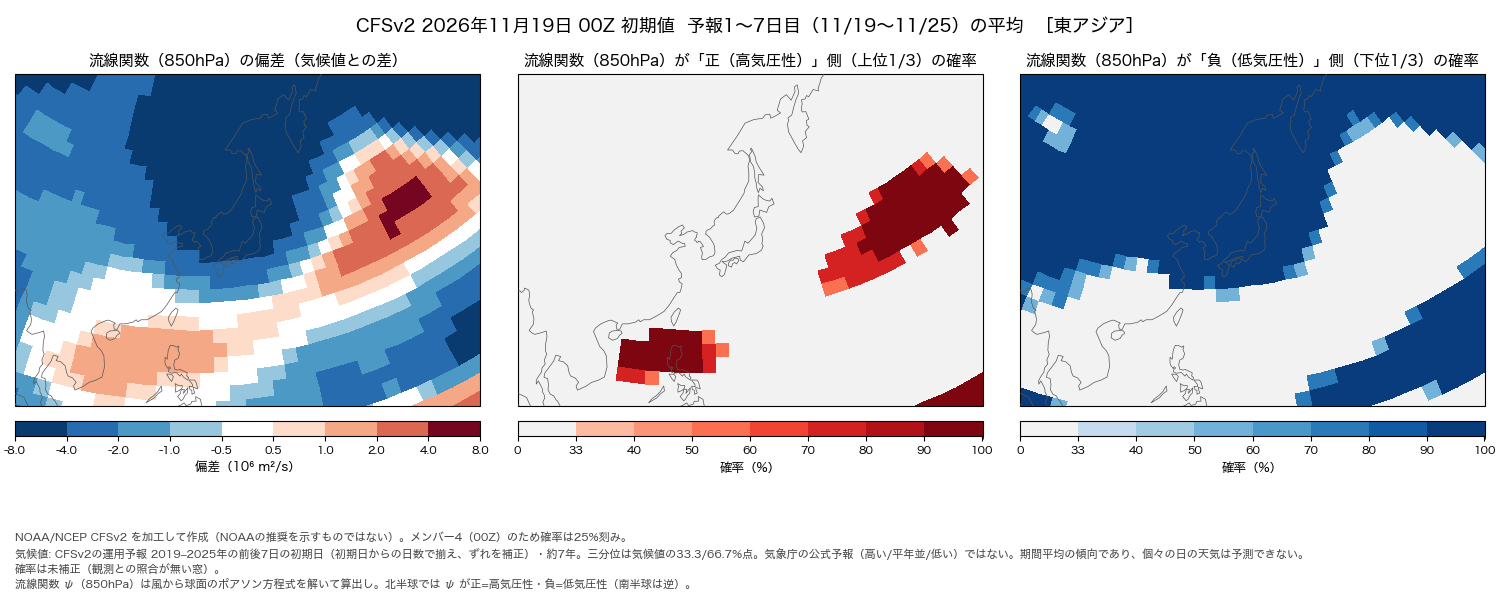 CFSv2 2026年11月19日 00Z 初期値 予報1～7日目（11/19～11/25）の平均 ［東アジア］
流線関数（850hPa）の偏差（気候値との差）
流線関数（850hPa）が「正（高気圧性）」側（上位1/3）の確率
流線関数（850hPa）が「負（低気圧性）」側（下位1/3）の確率
-8.0 -4.0 -2.0 -1.0 -0.5 0.5 1.0 2.0 4.0 8.0
偏差（10⁶ m²/s）
0 33 40 50 60 70 80 90 100
確率（%）
0 33 40 50 60 70 80 90 100
確率（%）
NOAA/NCEP CFSv2 を加工して作成（NOAAの推奨を示すものではない）。メンバー4（00Z）のため確率は25%刻み。
気候値: CFSv2の運用予報 2019–2025年の前後7日の初期日（初期日からの日数で揃え、ずれを補正）・約7年。三分位は気候値の33.3/66.7%点。気象庁の公式予報（高い/平年並/低い）ではない。期間平均の傾向であり、個々の日の天気は予測できない。
確率は未補正（観測との照合が無い窓）。
流線関数 ψ（850hPa）は風から球面のポアソン方程式を解いて算出し。北半球では ψ が正=高気圧性・負=低気圧性（南半球は逆）。